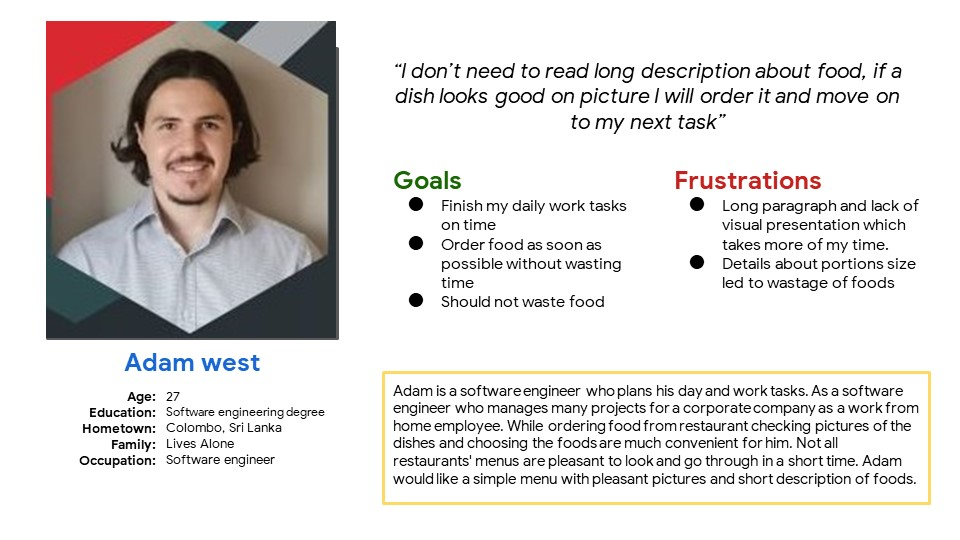 “I don’t need to read long description about food, if a
dish looks good on picture I will order it and move on
to my next task”
Goals
● Finish my daily work tasks
on time
● Order food as soon as
possible without wasting
time
● Should not waste food
Frustrations
● Long paragraph and lack of
visual presentation which
takes more of my time.
● Details about portions size
led to wastage of foods
Adam west
Age: 27
Education: Software engineering degree
Hometown: Colombo, Sri Lanka
Family: Lives Alone
Occupation: Software engineer
Adam is a software engineer who plans his day and work tasks. As a software
engineer who manages many projects for a corporate company as a work from
home employee. While ordering food from restaurant checking pictures of the
dishes and choosing the foods are much convenient for him. Not all
restaurants' menus are pleasant to look and go through in a short time. Adam
would like a simple menu with pleasant pictures and short description of foods.